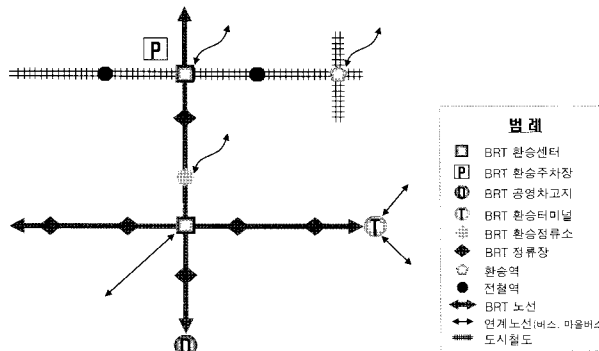 P
T
n
범 례
BRT 환승센터
P BRT 환승주차장
n BRT 공영차고지
T BRT 환승터미널
BRT 환승정류소
BRT 정류장
환승역
전철역
BRT 노선
연계노선(버스, 마을버스
도시철도